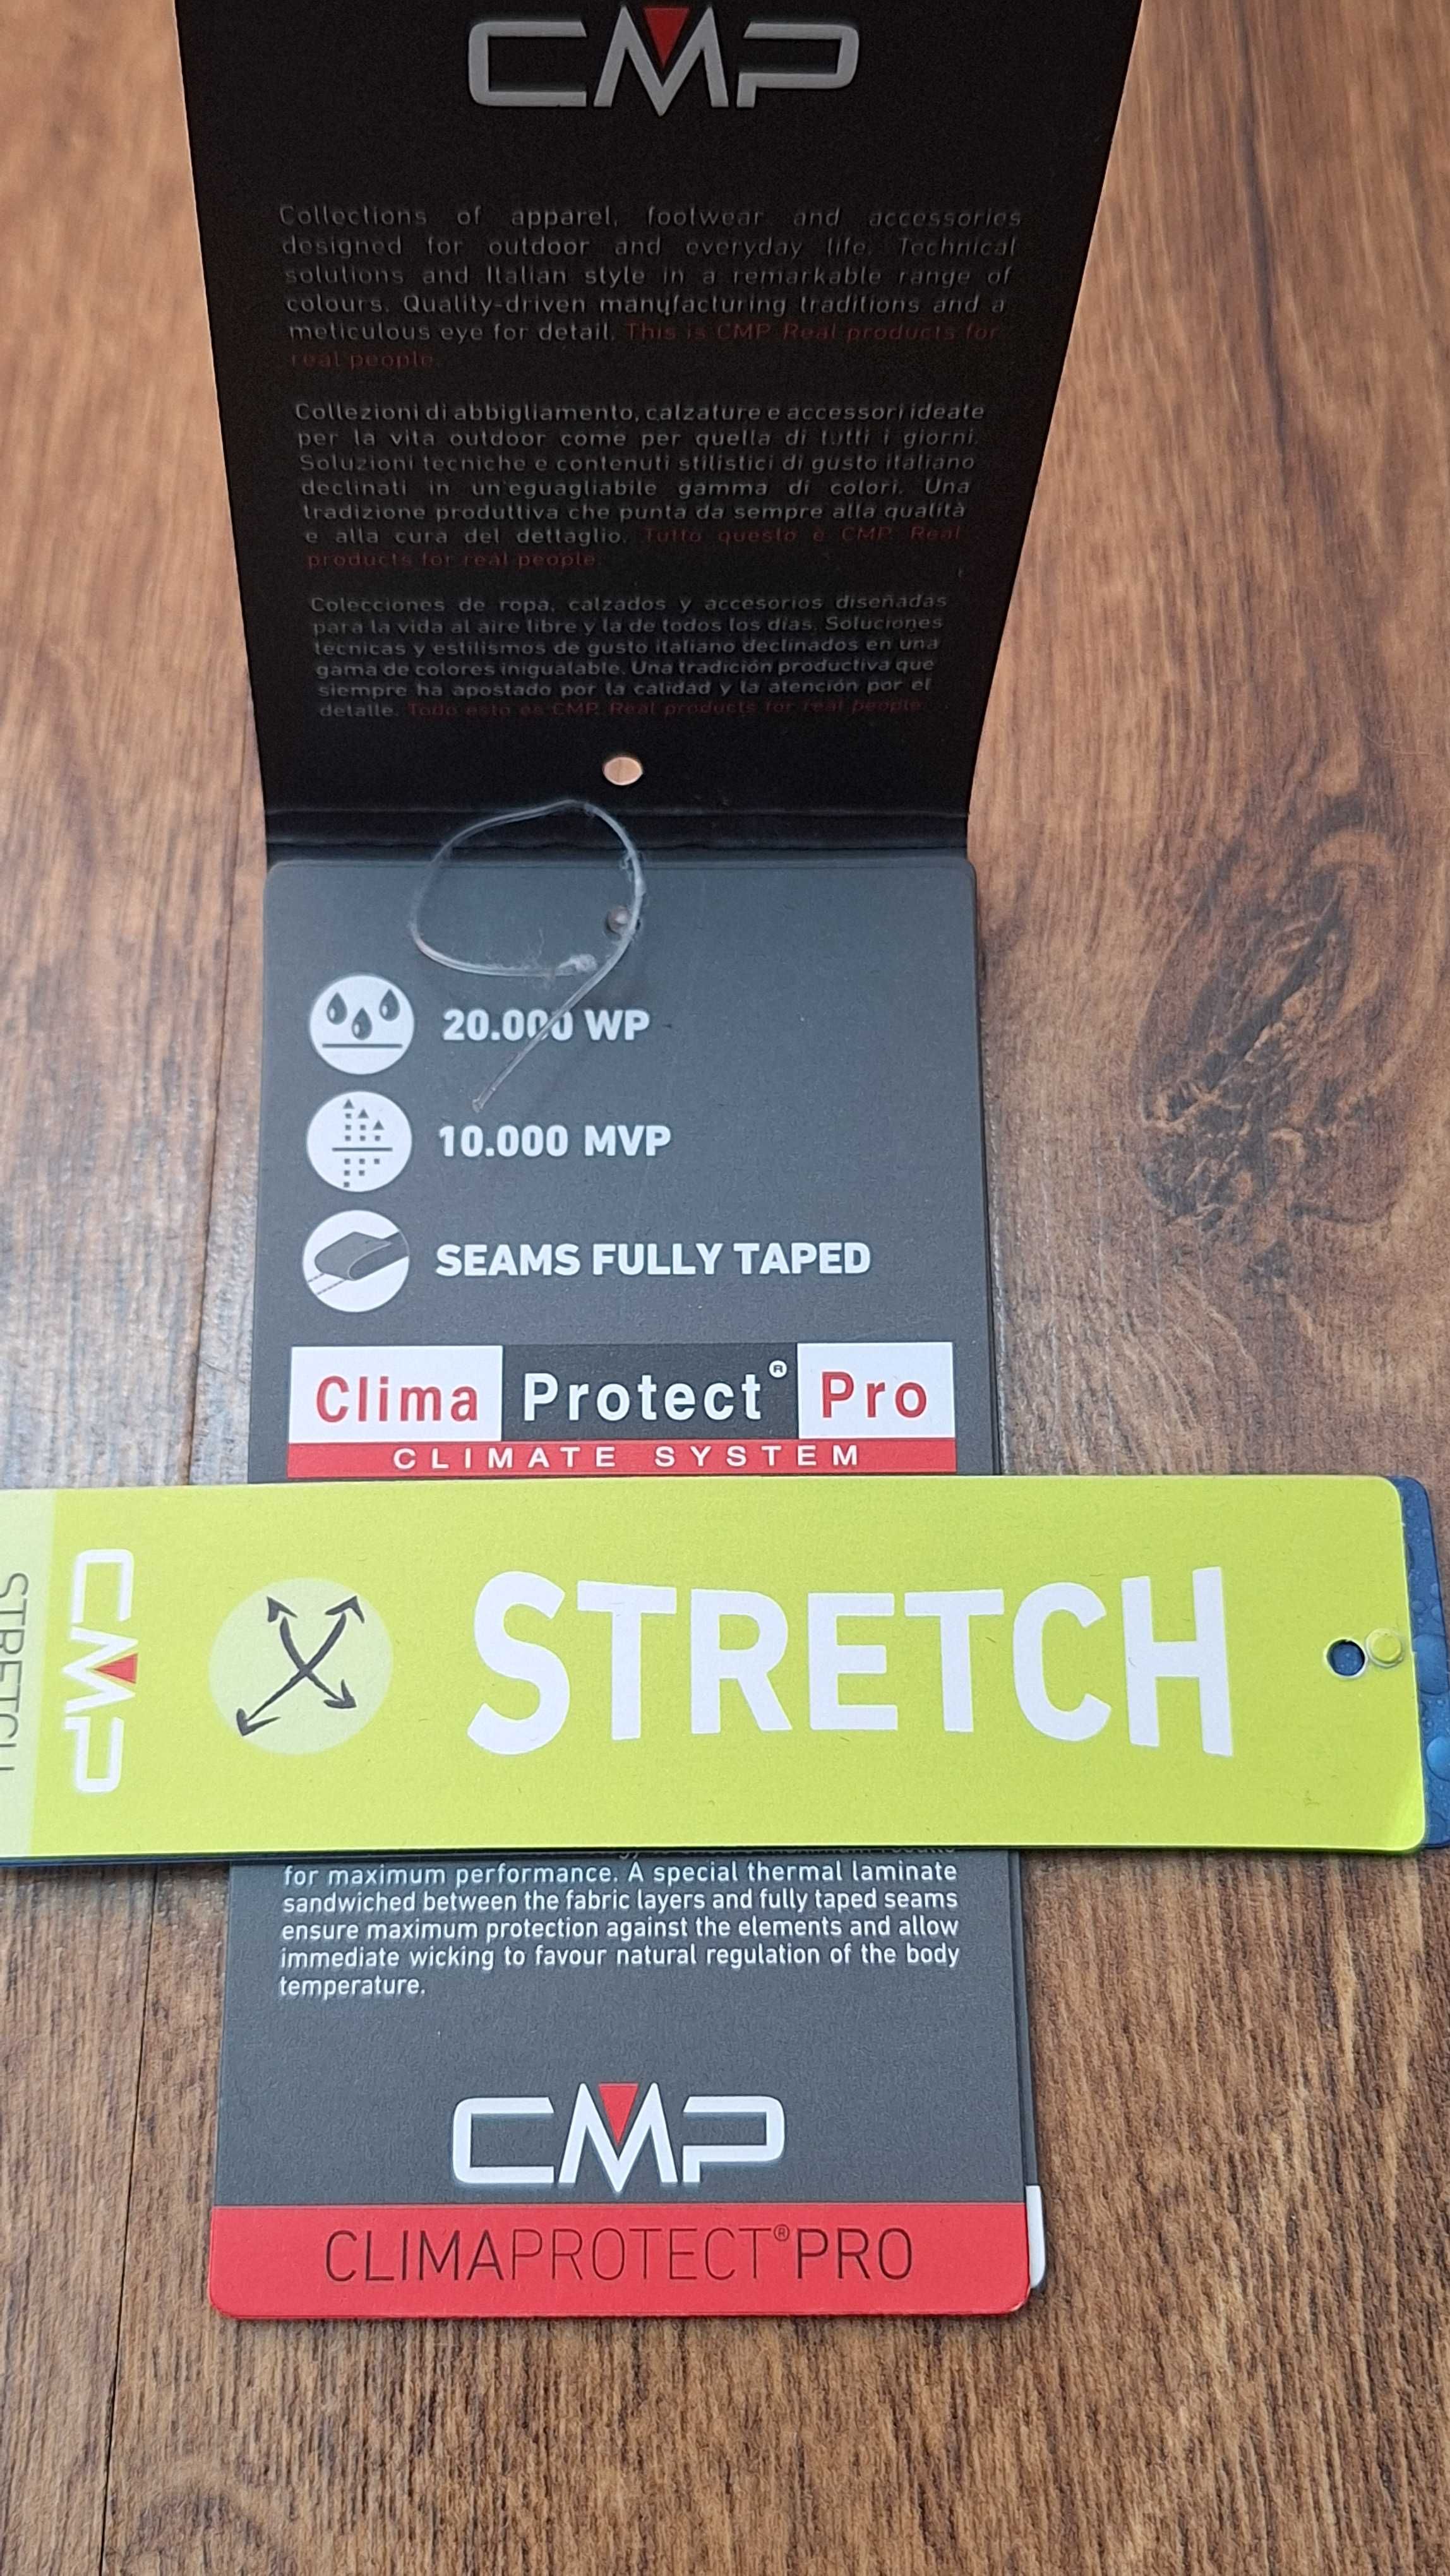 CMP
Collections of apparel, footwear and accessories
designed for outdoor and everyday life. Technical
solutions and Italian style in a remarkable range of
colours. Quality-driven manufacturing traditions and a
meticulous eye for detail. This is CMP. Real products for
real people.
Collezioni di abbigliamento, calzature e accessori ideate
per la vita outdoor come per quella di tutti i giorni.
Soluzioni tecniche e contenuti stilistici di gusto italiano
declinati in un'eguagliabile gamma di colori. Una
tradizione produttiva che punta da sempre alla qualità
e alla cura del dettaglio. Tutto questo è CMP. Real
products for real people.
Colecciones de ropa, calzados y accesorios diseñadas
para la vida al aire libre y la de todos los días. Soluciones
técnicas y estilismos de gusto italiano declinados en una
gama de colores inigualable. Una tradición productiva que
siempre ha apostado por la calidad y la atención por el
detalle. Todo esto es CMP. Real products for real people.
20.000 WP
10.000 MVP
SEAMS FULLY TAPED
Clima Protect® Pro
CLIMATE SYSTEM
STRETCH
CMP
STRETCH
for maximum performance. A special thermal laminate
sandwiched between the fabric layers and fully taped seams
ensure maximum protection against the elements and allow
immediate wicking to favour natural regulation of the body
temperature.
CMP
CLIMAPROTECT®PRO